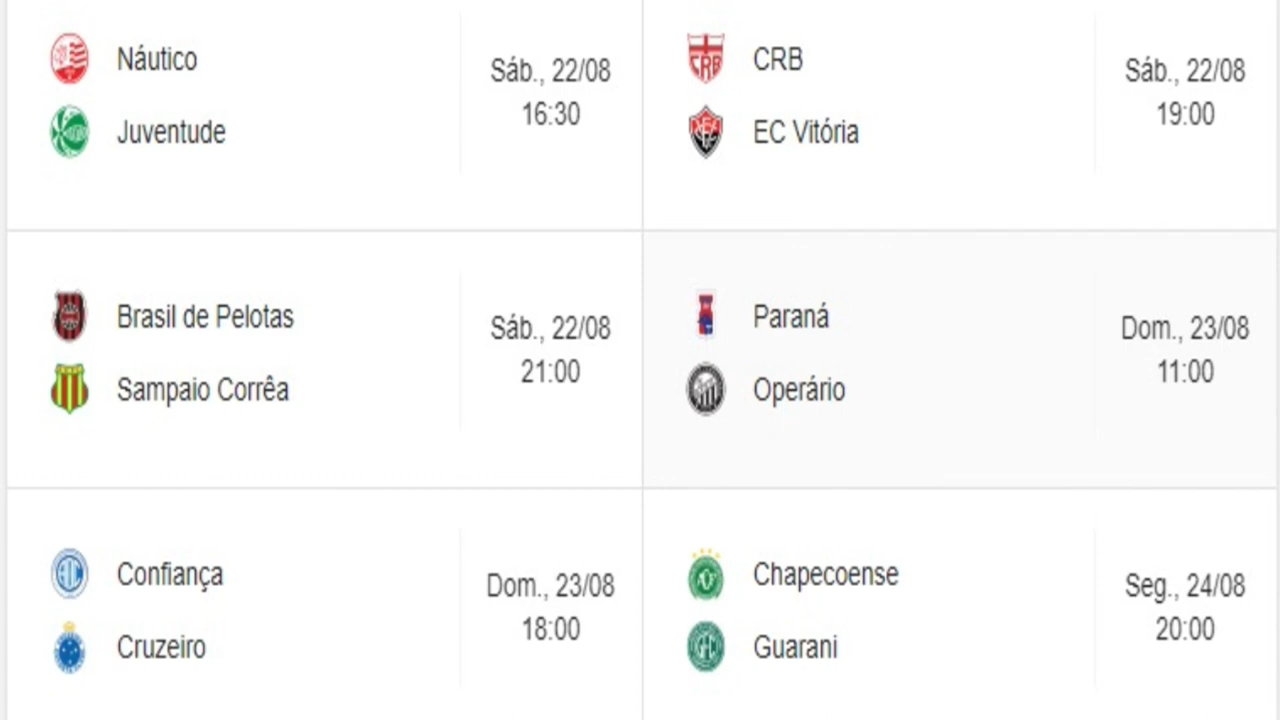 Náutico
Juventude
Sáb., 22/08
16:30
CRB
EC Vitória
Sáb., 22/08
19:00
Brasil de Pelotas
Sampaio Corrêa
Sáb., 22/08
21:00
Paraná
Operário
Dom., 23/08
11:00
Confiança
Cruzeiro
Dom., 23/08
18:00
Chapecoense
Guarani
Seg., 24/08
20:00